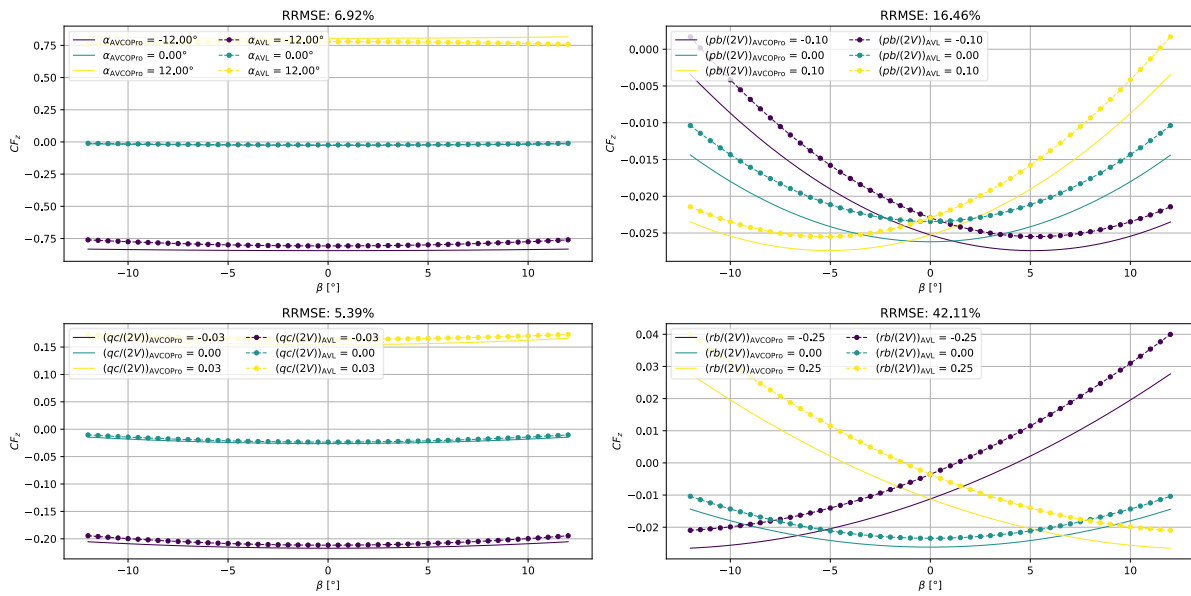 RRMSE: 6.92%
α_AVCOPro = -12.00° α_AVL = -12.00°
α_AVCOPro = 0.00° α_AVL = 0.00°
α_AVCOPro = 12.00° α_AVL = 12.00°
0.75
0.50
0.25
0.00
−0.25
−0.50
−0.75
CF_z
−10 −5 0 5 10
β [°]
RRMSE: 16.46%
(pb/(2V))_AVCOPro = -0.10 (pb/(2V))_AVL = -0.10
(pb/(2V))_AVCOPro = 0.00 (pb/(2V))_AVL = 0.00
(pb/(2V))_AVCOPro = 0.10 (pb/(2V))_AVL = 0.10
0.000
−0.005
−0.010
−0.015
−0.020
−0.025
CF_z
−10 −5 0 5 10
β [°]
RRMSE: 5.39%
(qc/(2V))_AVCOPro = -0.03 (qc/(2V))_AVL = -0.03
(qc/(2V))_AVCOPro = 0.00 (qc/(2V))_AVL = 0.00
(qc/(2V))_AVCOPro = 0.03 (qc/(2V))_AVL = 0.03
0.15
0.10
0.05
0.00
−0.05
−0.10
−0.15
−0.20
CF_z
−10 −5 0 5 10
β [°]
RRMSE: 42.11%
(rb/(2V))_AVCOPro = -0.25 (rb/(2V))_AVL = -0.25
(rb/(2V))_AVCOPro = 0.00 (rb/(2V))_AVL = 0.00
(rb/(2V))_AVCOPro = 0.25 (rb/(2V))_AVL = 0.25
0.04
0.03
0.02
0.01
0.00
−0.01
−0.02
CF_z
−10 −5 0 5 10
β [°]